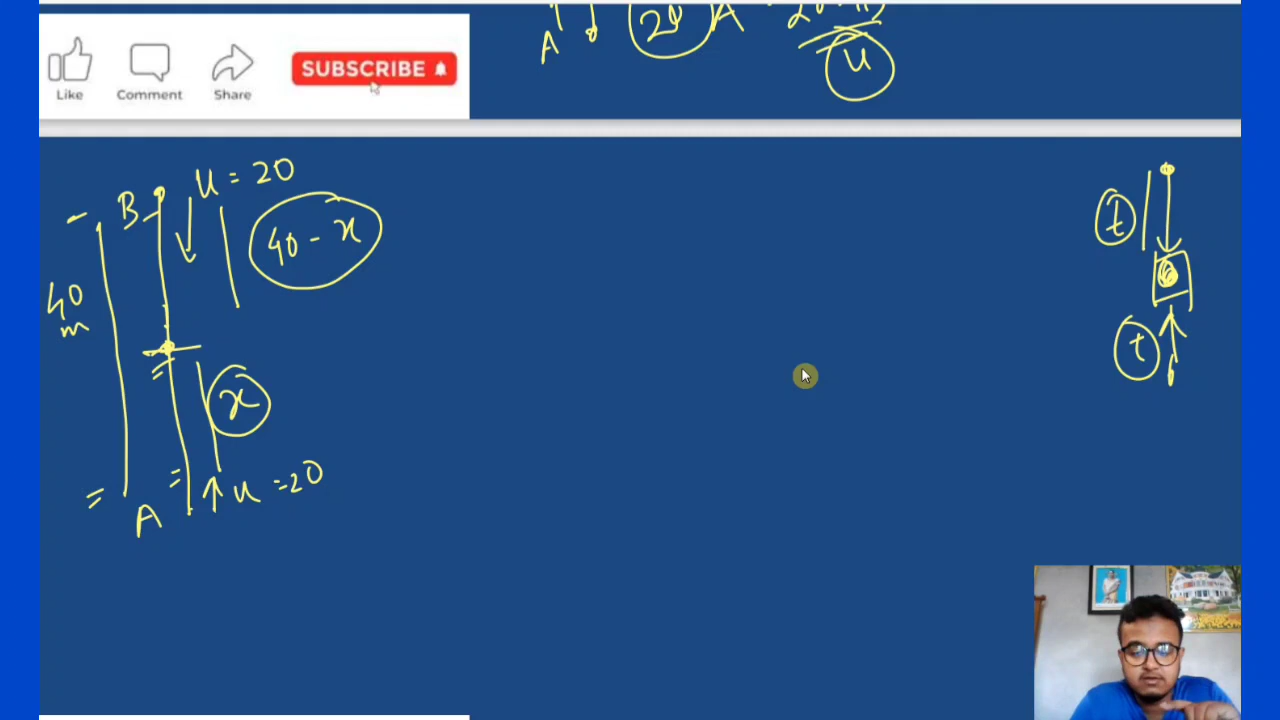 A 20 A
u
Like Comment Share SUBSCRIBE
B u = 20
40 - x
40
m
x
A u = 20
t
t